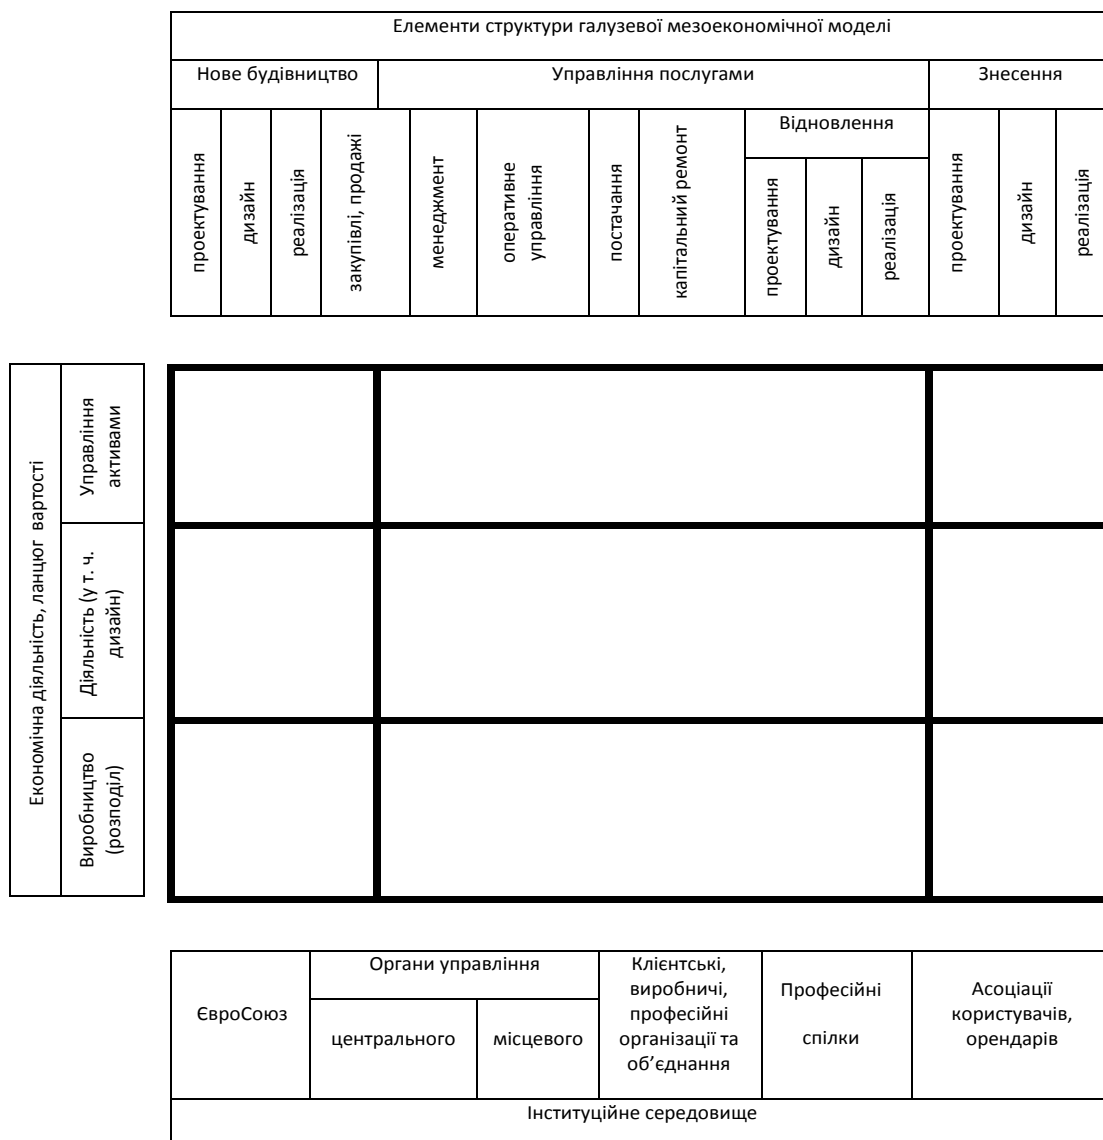 Елементи структури галузевої мезоекономічної моделі
Нове будівництво
Управління послугами
Знесення
проектування
дизайн
реалізація
закупівлі, продажі
менеджмент
оперативне
управління
постачання
капітальний ремонт
Відновлення
проектування
дизайн
реалізація
проектування
дизайн
реалізація
Економічна діяльність, ланцюг вартості
Управління
активами
Діяльність (у т. ч.
дизайн)
Виробництво
(розподіл)
ЄвроСоюз
Органи управління
центрального
місцевого
Клієнтські,
виробничі,
професійні
організації та
об’єднання
Професійні
спілки
Асоціації
користувачів,
орендарів
Інституційне середовище